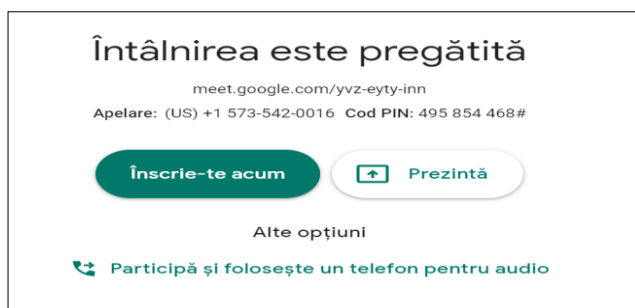 Întâlnirea este pregătită
meet.google.com/yvz-eyty-inn
Apelare: (US) +1 573-542-0016 Cod PIN: 495 854 468#
Înscrie-te acum
Prezintă
Alte opțiuni
Participă și folosește un telefon pentru audio